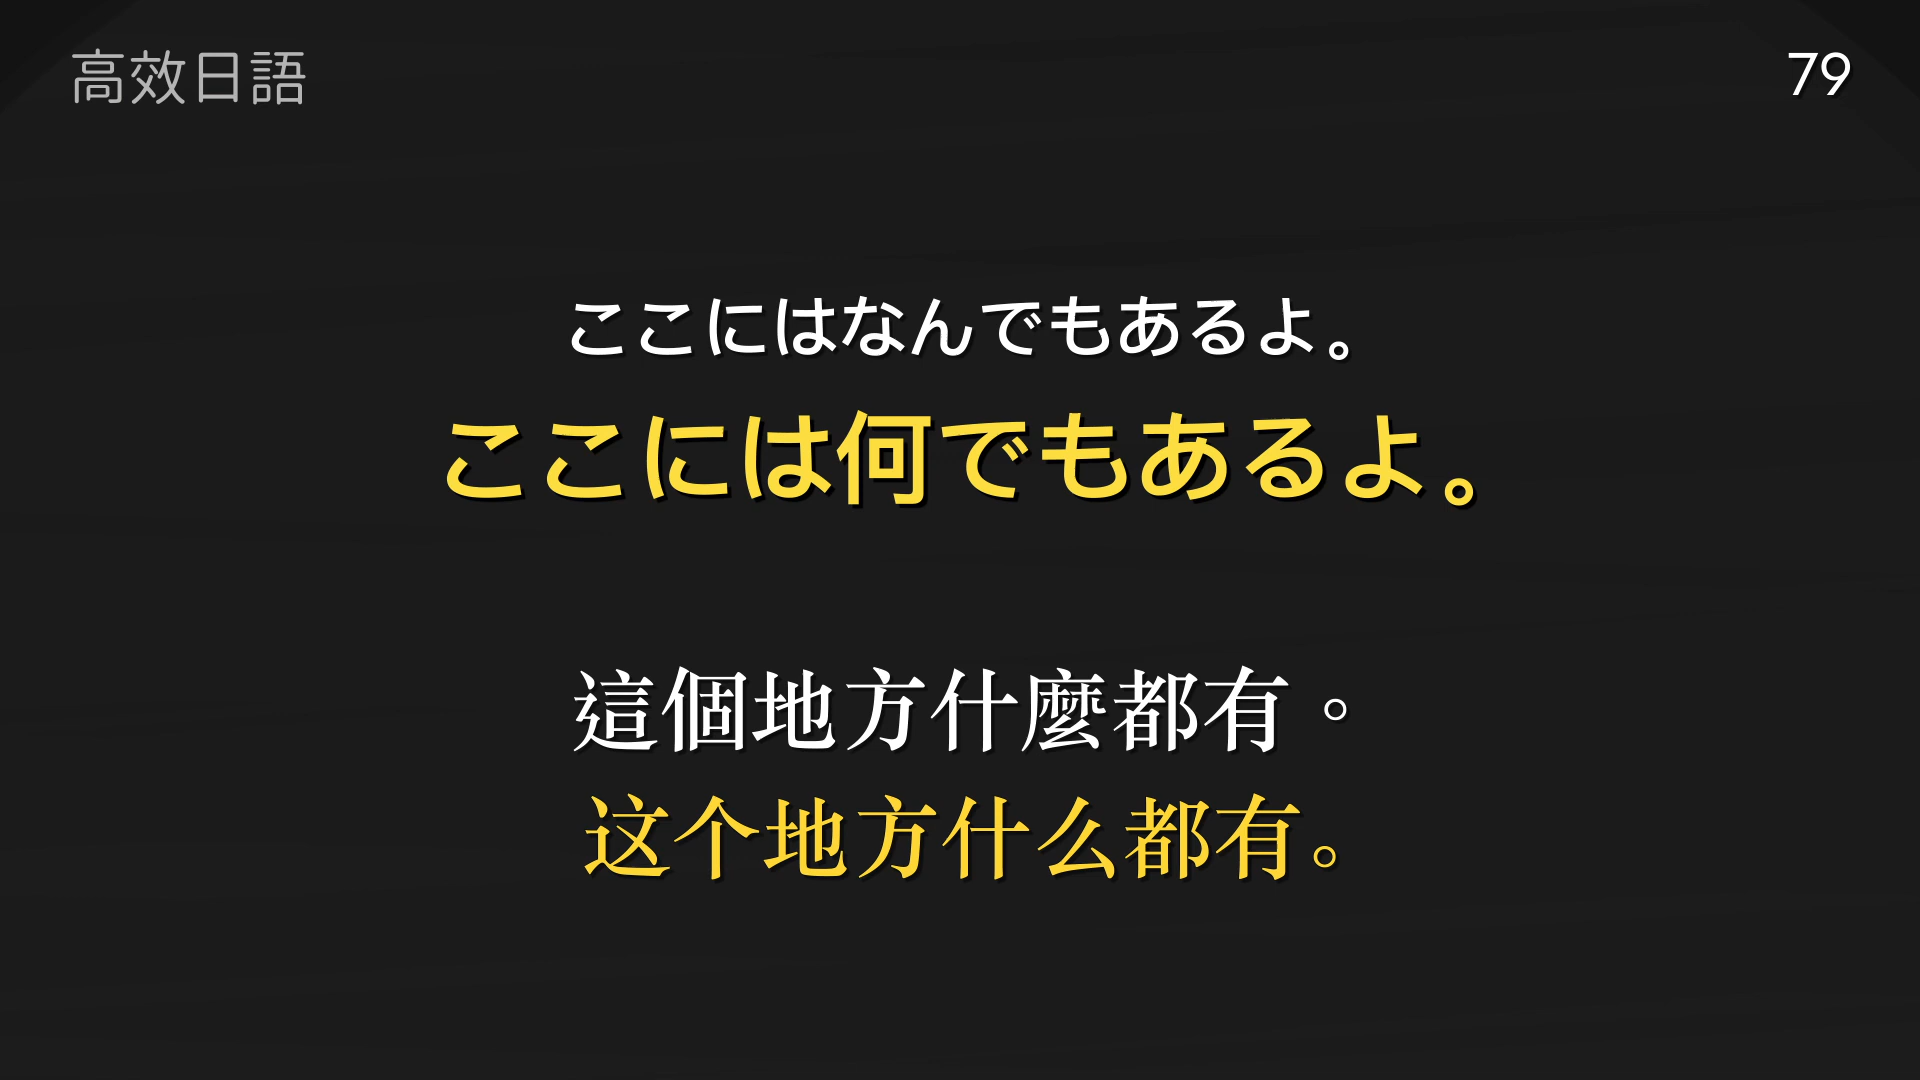 高效日語
79
ここにはなんでもあるよ。
ここには何でもあるよ。
這個地方什麼都有。
这个地方什么都有。